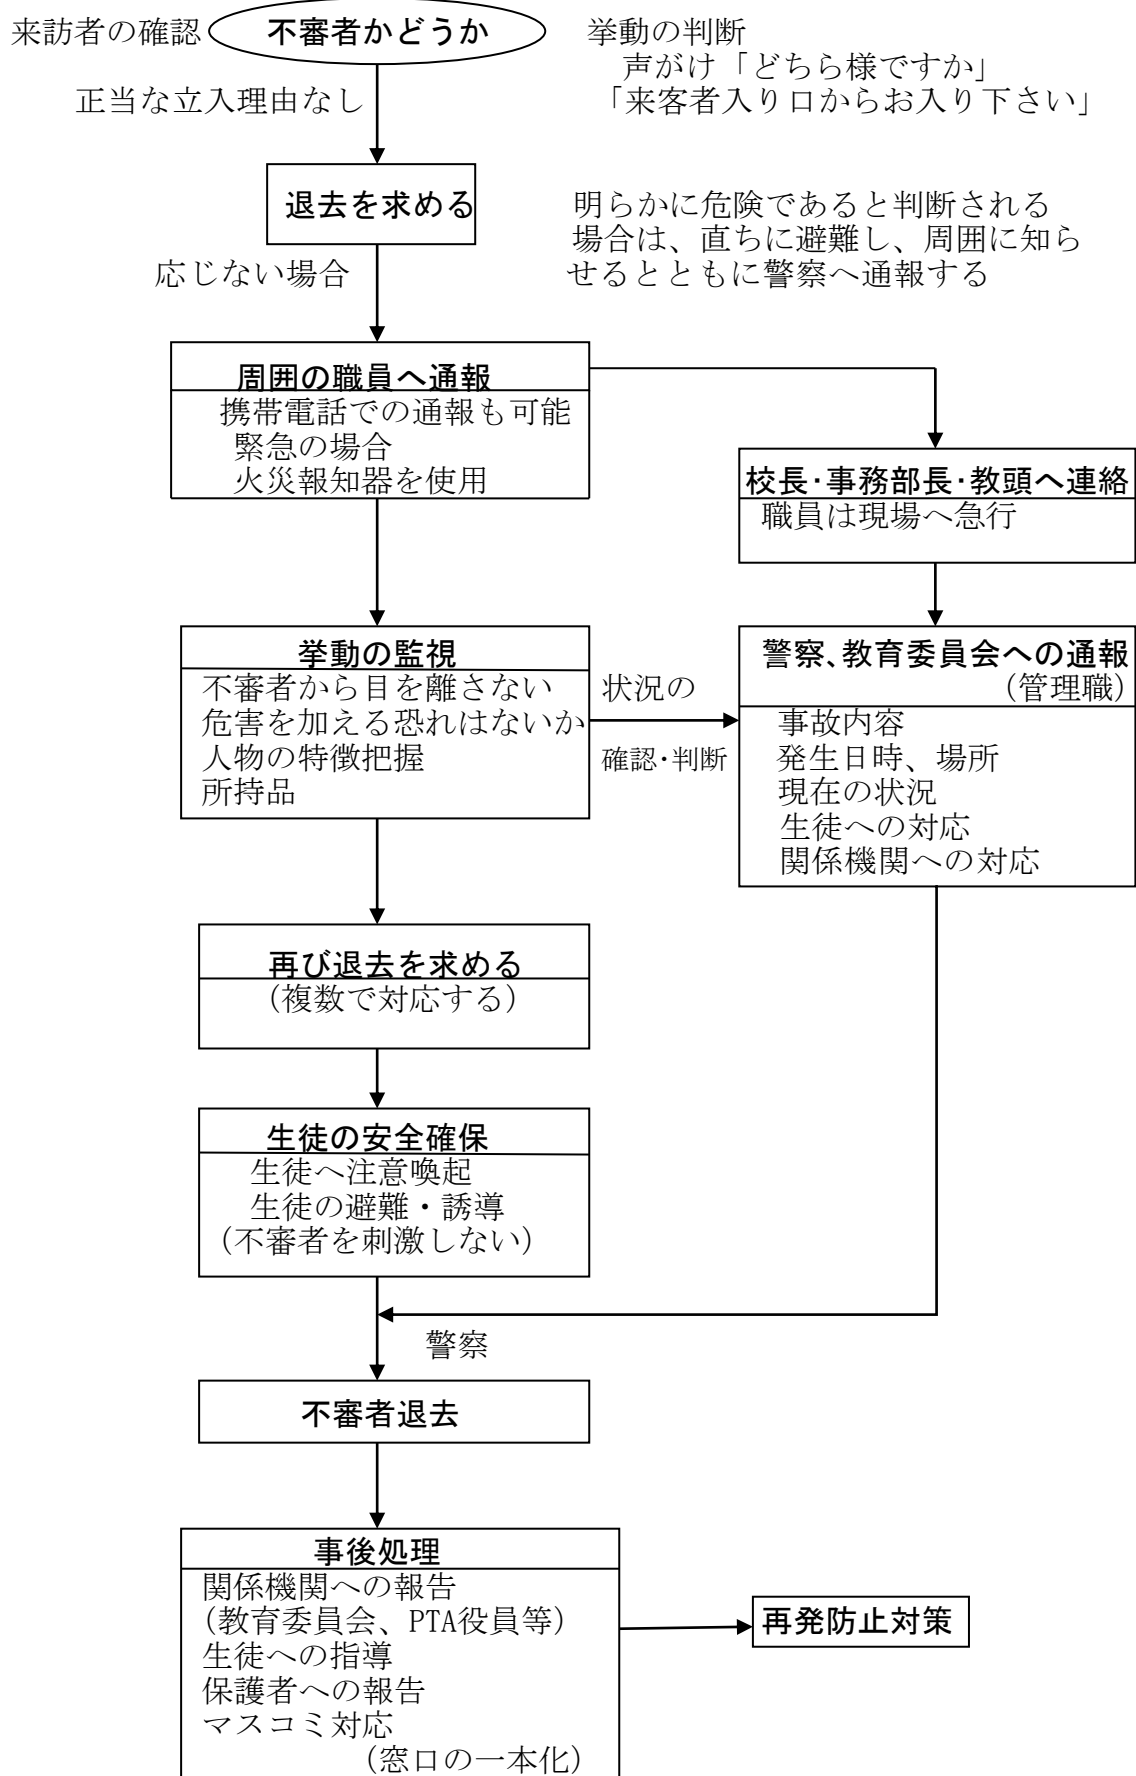 来訪者の確認
不審者かどうか
挙動の判断
声がけ「どちら様ですか」
「来客者入り口からお入り下さい」
正当な立入理由なし
退去を求める
明らかに危険であると判断される
場合は、直ちに避難し、周囲に知ら
せるとともに警察へ通報する
応じない場合
周囲の職員へ通報
携帯電話での通報も可能
緊急の場合
火災報知器を使用
校長・事務部長・教頭へ連絡
職員は現場へ急行
挙動の監視
不審者から目を離さない
危害を加える恐れはないか
人物の特徴把握
所持品
状況の
確認・判断
警察、教育委員会への通報
(管理職)
事故内容
発生日時、場所
現在の状況
生徒への対応
関係機関への対応
再び退去を求める
(複数で対応する)
生徒の安全確保
生徒へ注意喚起
生徒の避難・誘導
(不審者を刺激しない)
警察
不審者退去
事後処理
関係機関への報告
(教育委員会、PTA役員等)
生徒への指導
保護者への報告
マスコミ対応
(窓口の一本化)
再発防止対策